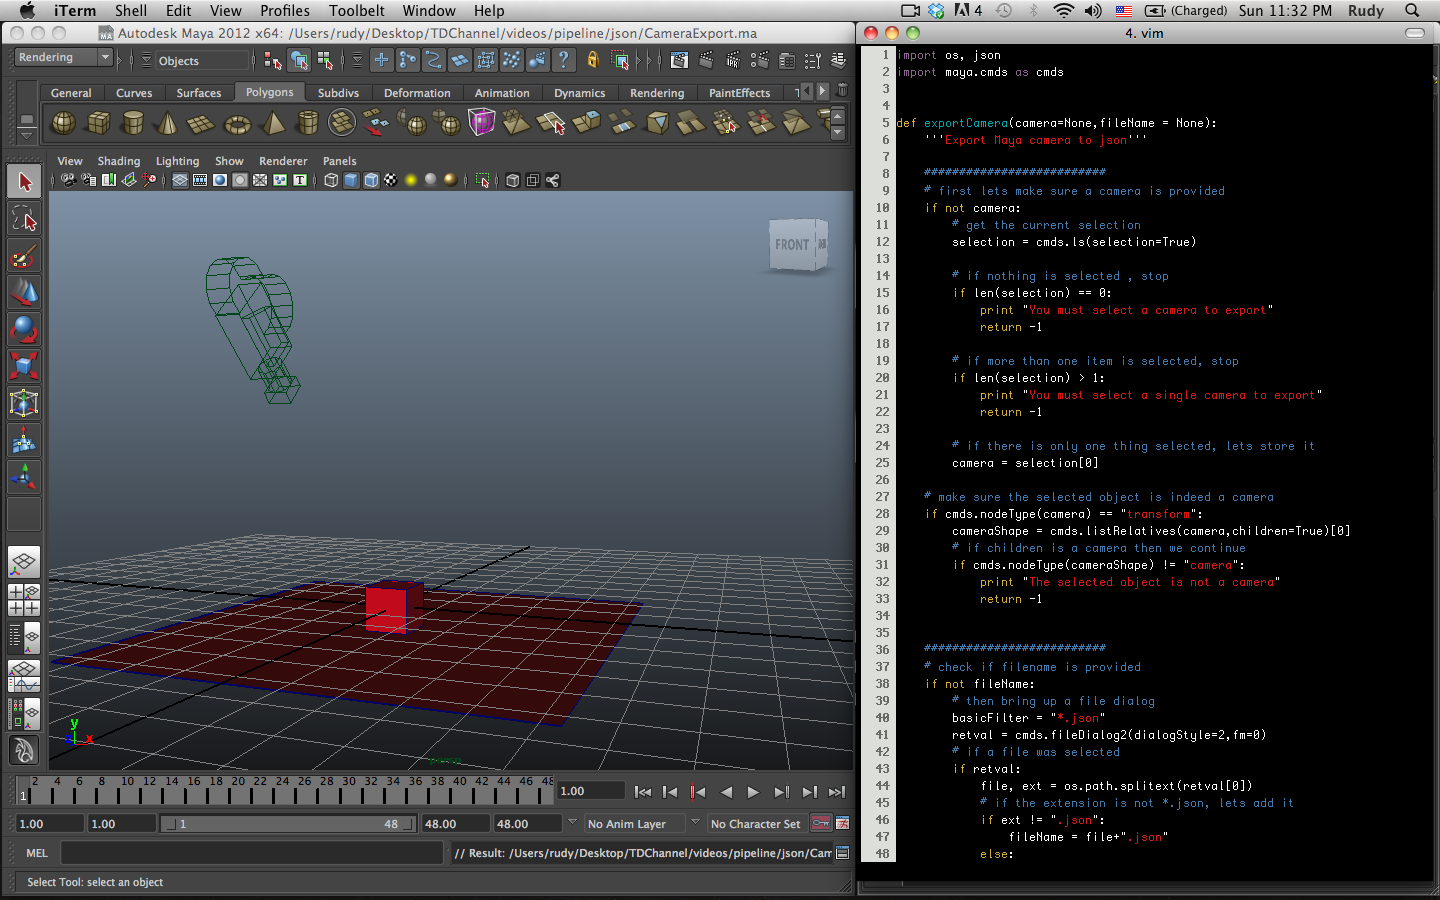 iTerm Shell Edit View Profiles Toolbelt Window Help
4 (Charged) Sun 11:32 PM Rudy
Autodesk Maya 2012 x64: /Users/rudy/Desktop/TDChannel/videos/pipeline/json/CameraExport.ma
Rendering
Objects
General Curves Surfaces Polygons Subdivs Deformation Animation Dynamics Rendering PaintEffects
View Shading Lighting Show Renderer Panels
FRONT
y
x
persp
2 4 6 8 10 12 14 16 18 20 22 24 26 28 30 32 34 36 38 40 42 44 46 48
1
1.00
1.00 1.00 1 48 48.00 48.00 No Anim Layer No Character Set
MEL // Result: /Users/rudy/Desktop/TDChannel/videos/pipeline/json/Cam
Select Tool: select an object
4. vim
1 import os, json
2 import maya.cmds as cmds
3
4
5 def exportCamera(camera=None,fileName = None):
6     '''Export Maya camera to json'''
7
8     ##########################
9     # first lets make sure a camera is provided
10     if not camera:
11         # get the current selection
12         selection = cmds.ls(selection=True)
13
14         # if nothing is selected , stop
15         if len(selection) == 0:
16             print "You must select a camera to export"
17             return -1
18
19         # if more than one item is selected, stop
20         if len(selection) > 1:
21             print "You must select a single camera to export"
22             return -1
23
24         # if there is only one thing selected, lets store it
25         camera = selection[0]
26
27     # make sure the selected object is indeed a camera
28     if cmds.nodeType(camera) == "transform":
29         cameraShape = cmds.listRelatives(camera,children=True)[0]
30         # if children is a camera then we continue
31         if cmds.nodeType(cameraShape) != "camera":
32             print "The selected object is not a camera"
33             return -1
34
35
36     ##########################
37     # check if filename is provided
38     if not fileName:
39         # then bring up a file dialog
40         basicFilter = "*.json"
41         retval = cmds.fileDialog2(dialogStyle=2,fm=0)
42         # if a file was selected
43         if retval:
44             file, ext = os.path.splitext(retval[0])
45             # if the extension is not *.json, lets add it
46             if ext != ".json":
47                 fileName = file+".json"
48             else: